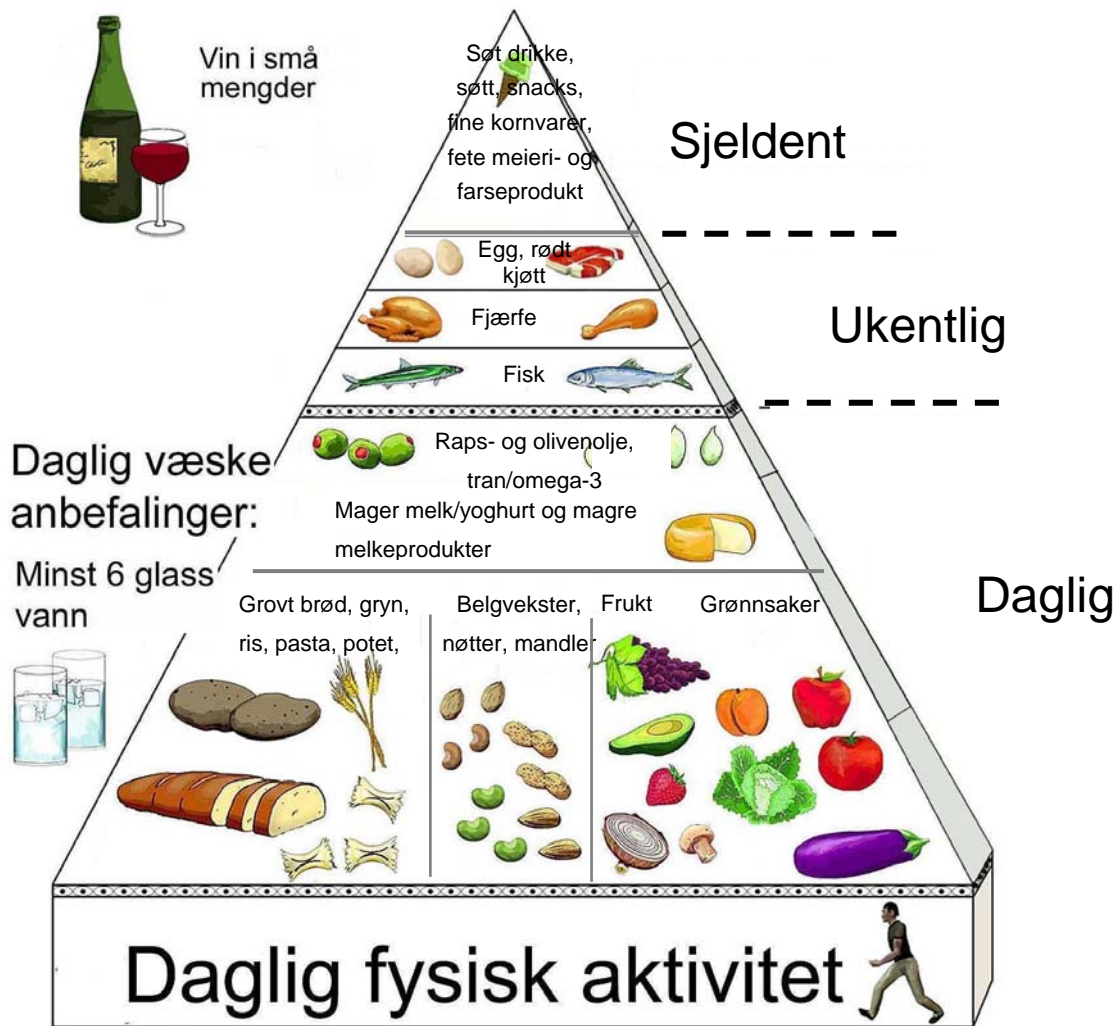 Vin i små
mengder
Søt drikke,
søtt, snacks,
fine kornvarer,
fete meieri- og
farseprodukt
Sjeldent
Egg, rødt
kjøtt
Fjærfe
Ukentlig
Fisk
Raps- og olivenolje,
tran/omega-3
Mager melk/yoghurt og magre
melkeprodukter
Daglig væske
anbefalinger:
Minst 6 glass
vann
Daglig
Grovt brød, gryn,
ris, pasta, potet,
Belgvekster,
nøtter, mandler
Frukt
Grønnsaker
Daglig fysisk aktivitet